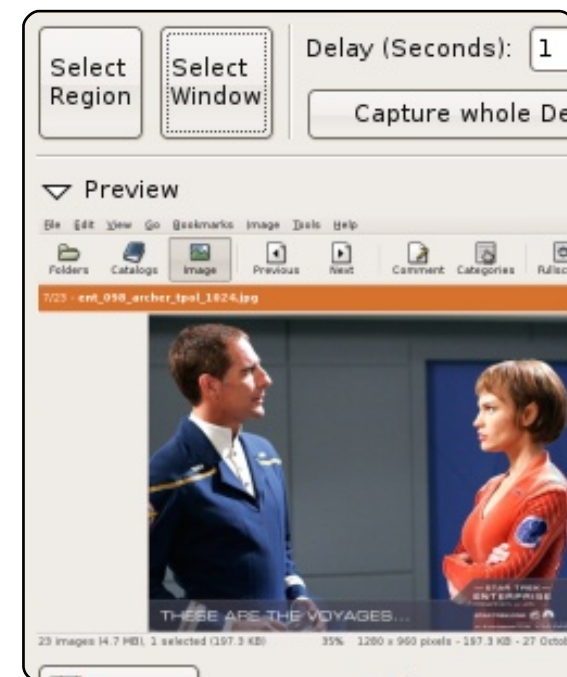 Select Region
Select Window
Delay (Seconds): 1
Capture whole De
Preview
File Edit View Go Bookmarks Image Tools Help
Folders Catalogs Image Previous Next Comment Categories Fullsc
7/23 - ent_098_archer_tpol_1024.jpg
STAR TREK
ENTERPRISE
THESE ARE THE VOYAGES...
23 images (4.7 MB), 1 selected (197.3 KB) 35% 1280 x 960 pixels - 197.3 KB - 27 Octob